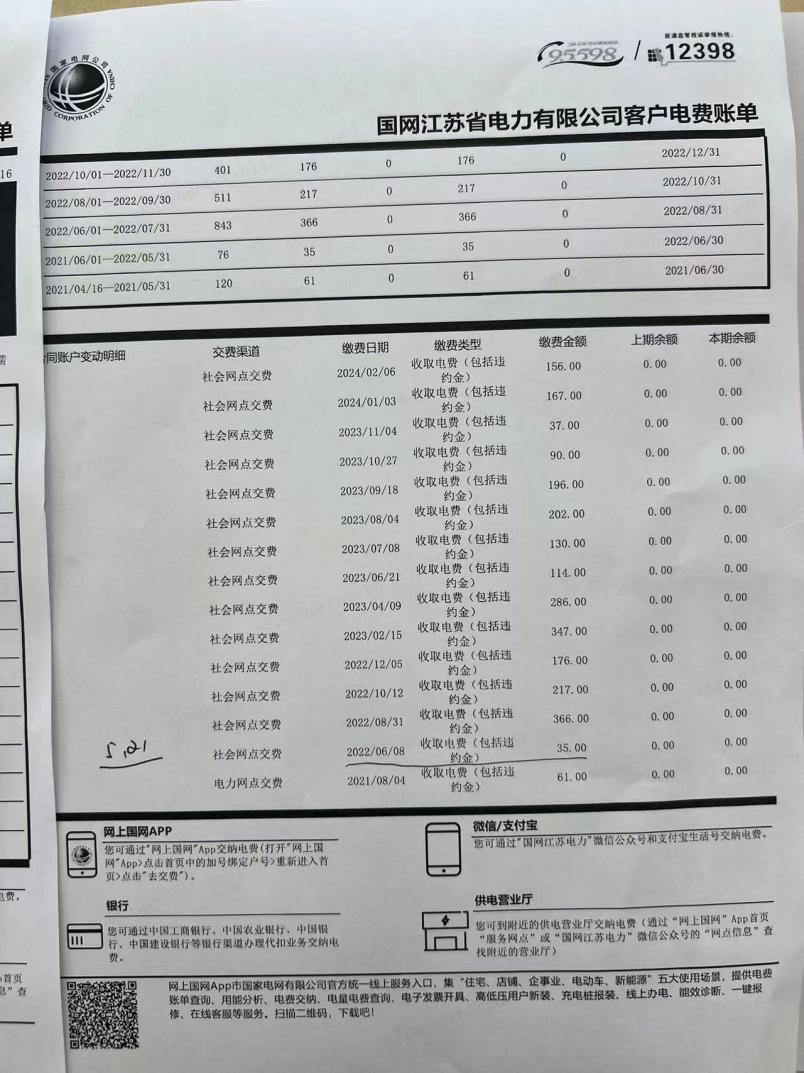 单
16
需
电费。
o首页
息”查
国家电网公司
CORPORATION OF CHINA
95598 / 12398
国网江苏省电力有限公司客户电费账单
2022/10/01—2022/11/30 401 176 0 176 0 2022/12/31
2022/08/01—2022/09/30 511 217 0 217 0 2022/10/31
2022/06/01—2022/07/31 843 366 0 366 0 2022/08/31
2021/06/01—2022/05/31 76 35 0 35 0 2022/06/30
2021/04/16—2021/05/31 120 61 0 61 0 2021/06/30
同账户变动明细 交费渠道 缴费日期 缴费类型 缴费金额 上期余额 本期余额
社会网点交费 2024/02/06 收取电费（包括违约金） 156.00 0.00 0.00
社会网点交费 2024/01/03 收取电费（包括违约金） 167.00 0.00 0.00
社会网点交费 2023/11/04 收取电费（包括违约金） 37.00 0.00 0.00
社会网点交费 2023/10/27 收取电费（包括违约金） 90.00 0.00 0.00
社会网点交费 2023/09/18 收取电费（包括违约金） 196.00 0.00 0.00
社会网点交费 2023/08/04 收取电费（包括违约金） 202.00 0.00 0.00
社会网点交费 2023/07/08 收取电费（包括违约金） 130.00 0.00 0.00
社会网点交费 2023/06/21 收取电费（包括违约金） 114.00 0.00 0.00
社会网点交费 2023/04/09 收取电费（包括违约金） 286.00 0.00 0.00
社会网点交费 2023/02/15 收取电费（包括违约金） 347.00 0.00 0.00
社会网点交费 2022/12/05 收取电费（包括违约金） 176.00 0.00 0.00
社会网点交费 2022/10/12 收取电费（包括违约金） 217.00 0.00 0.00
社会网点交费 2022/08/31 收取电费（包括违约金） 366.00 0.00 0.00
5,21 社会网点交费 2022/06/08 收取电费（包括违约金） 35.00 0.00 0.00
电力网点交费 2021/08/04 收取电费（包括违约金） 61.00 0.00 0.00
网上国网APP
您可通过"网上国网"App交纳电费(打开"网上国
网"App>点击首页中的加号绑定户号>重新进入首
页>点击"去交费")。
微信/支付宝
您可通过"国网江苏电力"微信公众号和支付宝生活号交纳电费。
银行
您可通过中国工商银行、中国农业银行、中国银
行、中国建设银行等银行渠道办理代扣业务交纳电
费。
供电营业厅
您可到附近的供电营业厅交纳电费（通过“网上国网”App首页
“服务网点”或“国网江苏电力”微信公众号的“网点信息”查
找附近的营业厅）
网上国网App市国家电网有限公司官方统一线上服务入口，集“住宅、店铺、企事业、电动车、新能源”五大使用场景，提供电费
账单查询、用能分析、电费交纳、电量电费查询、电子发票开具、高低压用户新装、充电桩报装、线上办电、能效诊断、一键报
修、在线客服等服务。扫描二维码，下载吧！